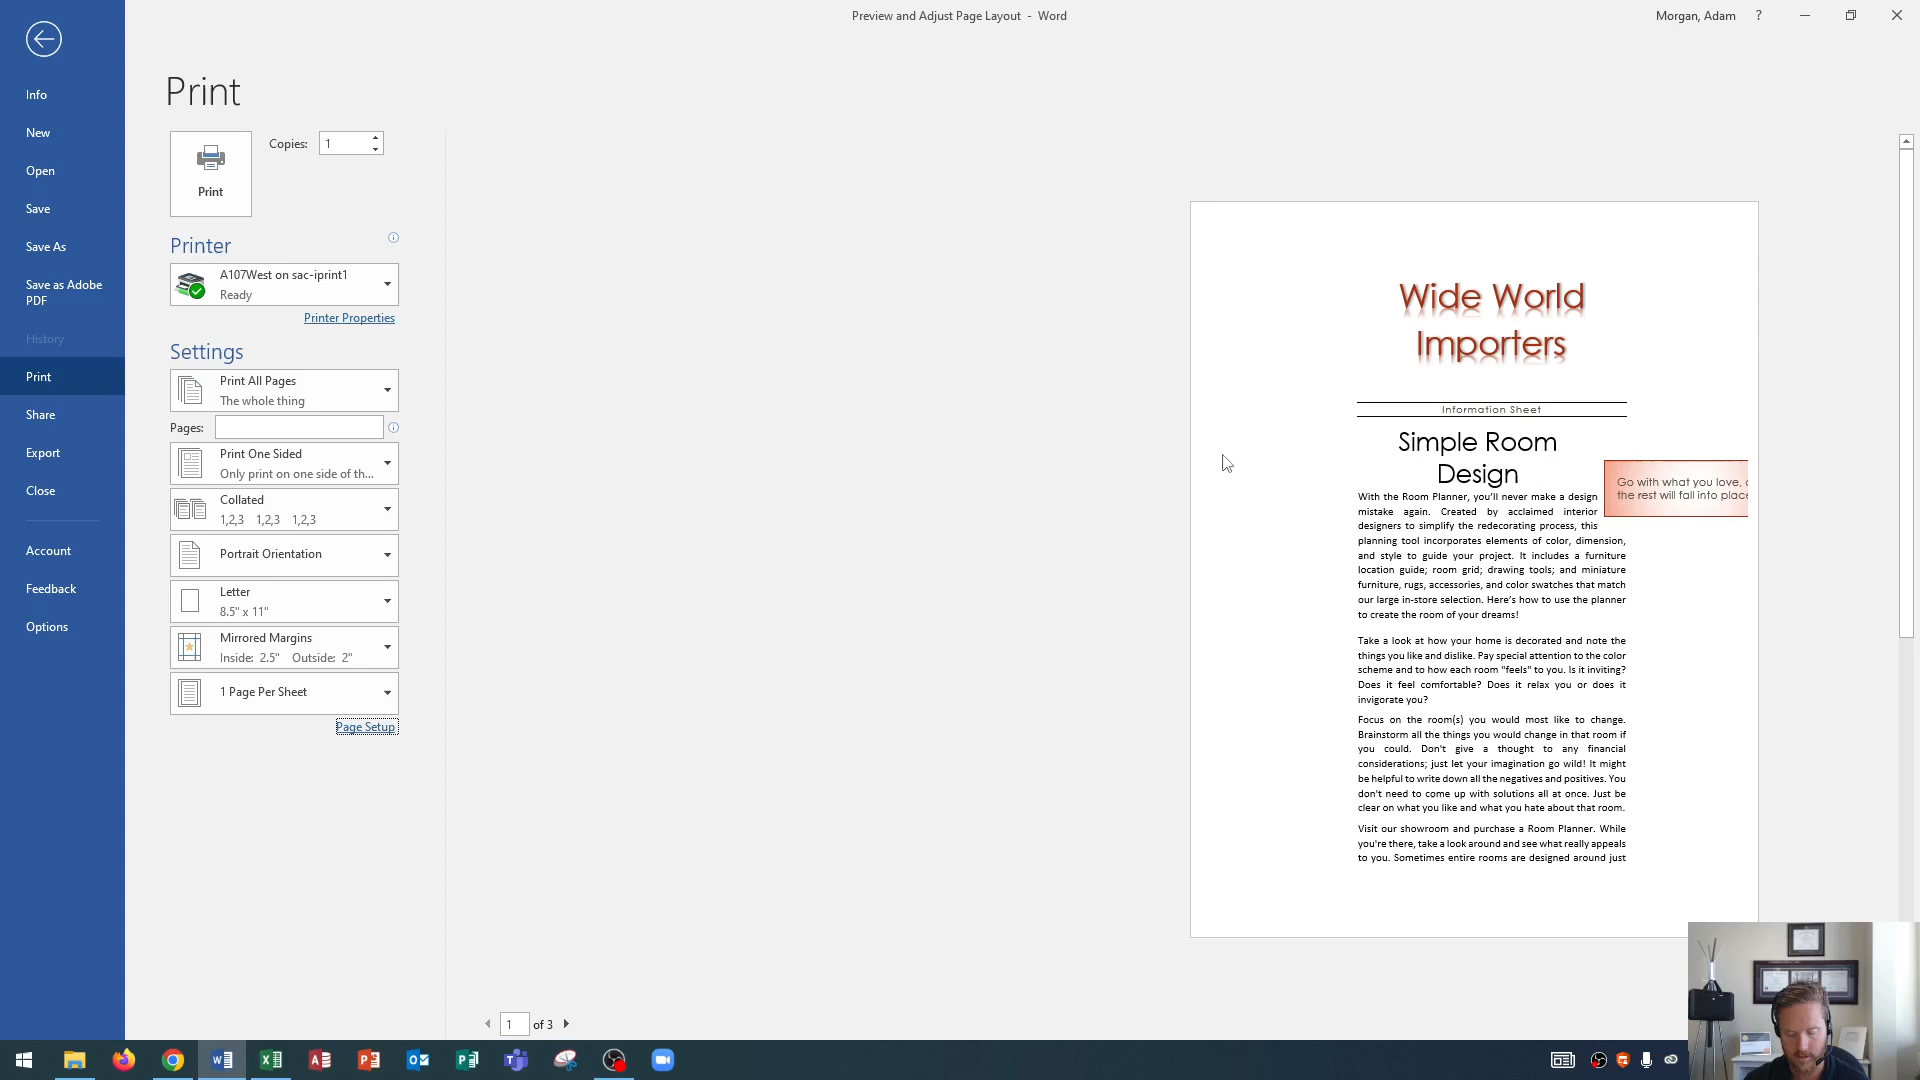 Preview and Adjust Page Layout - Word
Morgan, Adam
?
Info
New
Open
Save
Save As
Save as Adobe
PDF
History
Print
Share
Export
Close
Account
Feedback
Options
Print
Print
Copies: 1
Printer
A107West on sac-iprint1
Ready
Printer Properties
Settings
Print All Pages
The whole thing
Pages:
Print One Sided
Only print on one side of th...
Collated
1,2,3 1,2,3 1,2,3
Portrait Orientation
Letter
8.5" x 11"
Mirrored Margins
Inside: 2.5" Outside: 2"
1 Page Per Sheet
Page Setup
Wide World
Importers
Information Sheet
Simple Room
Design
Go with what you love,
the rest will fall into place
With the Room Planner, you'll never make a design
mistake again. Created by acclaimed interior
designers to simplify the redecorating process, this
planning tool incorporates elements of color, dimension,
and style to guide your project. It includes a furniture
location guide; room grid; drawing tools; and miniature
furniture, rugs, accessories, and color swatches that match
our large in-store selection. Here's how to use the planner
to create the room of your dreams!
Take a look at how your home is decorated and note the
things you like and dislike. Pay special attention to the color
scheme and to how each room "feels" to you. Is it inviting?
Does it feel comfortable? Does it relax you or does it
invigorate you?
Focus on the room(s) you would most like to change.
Brainstorm all the things you would change in that room if
you could. Don't give a thought to any financial
considerations; just let your imagination go wild! It might
be helpful to write down all the negatives and positives. You
don't need to come up with solutions all at once. Just be
clear on what you like and what you hate about that room.
Visit our showroom and purchase a Room Planner. While
you're there, take a look around and see what really appeals
to you. Sometimes entire rooms are designed around just
1 of 3